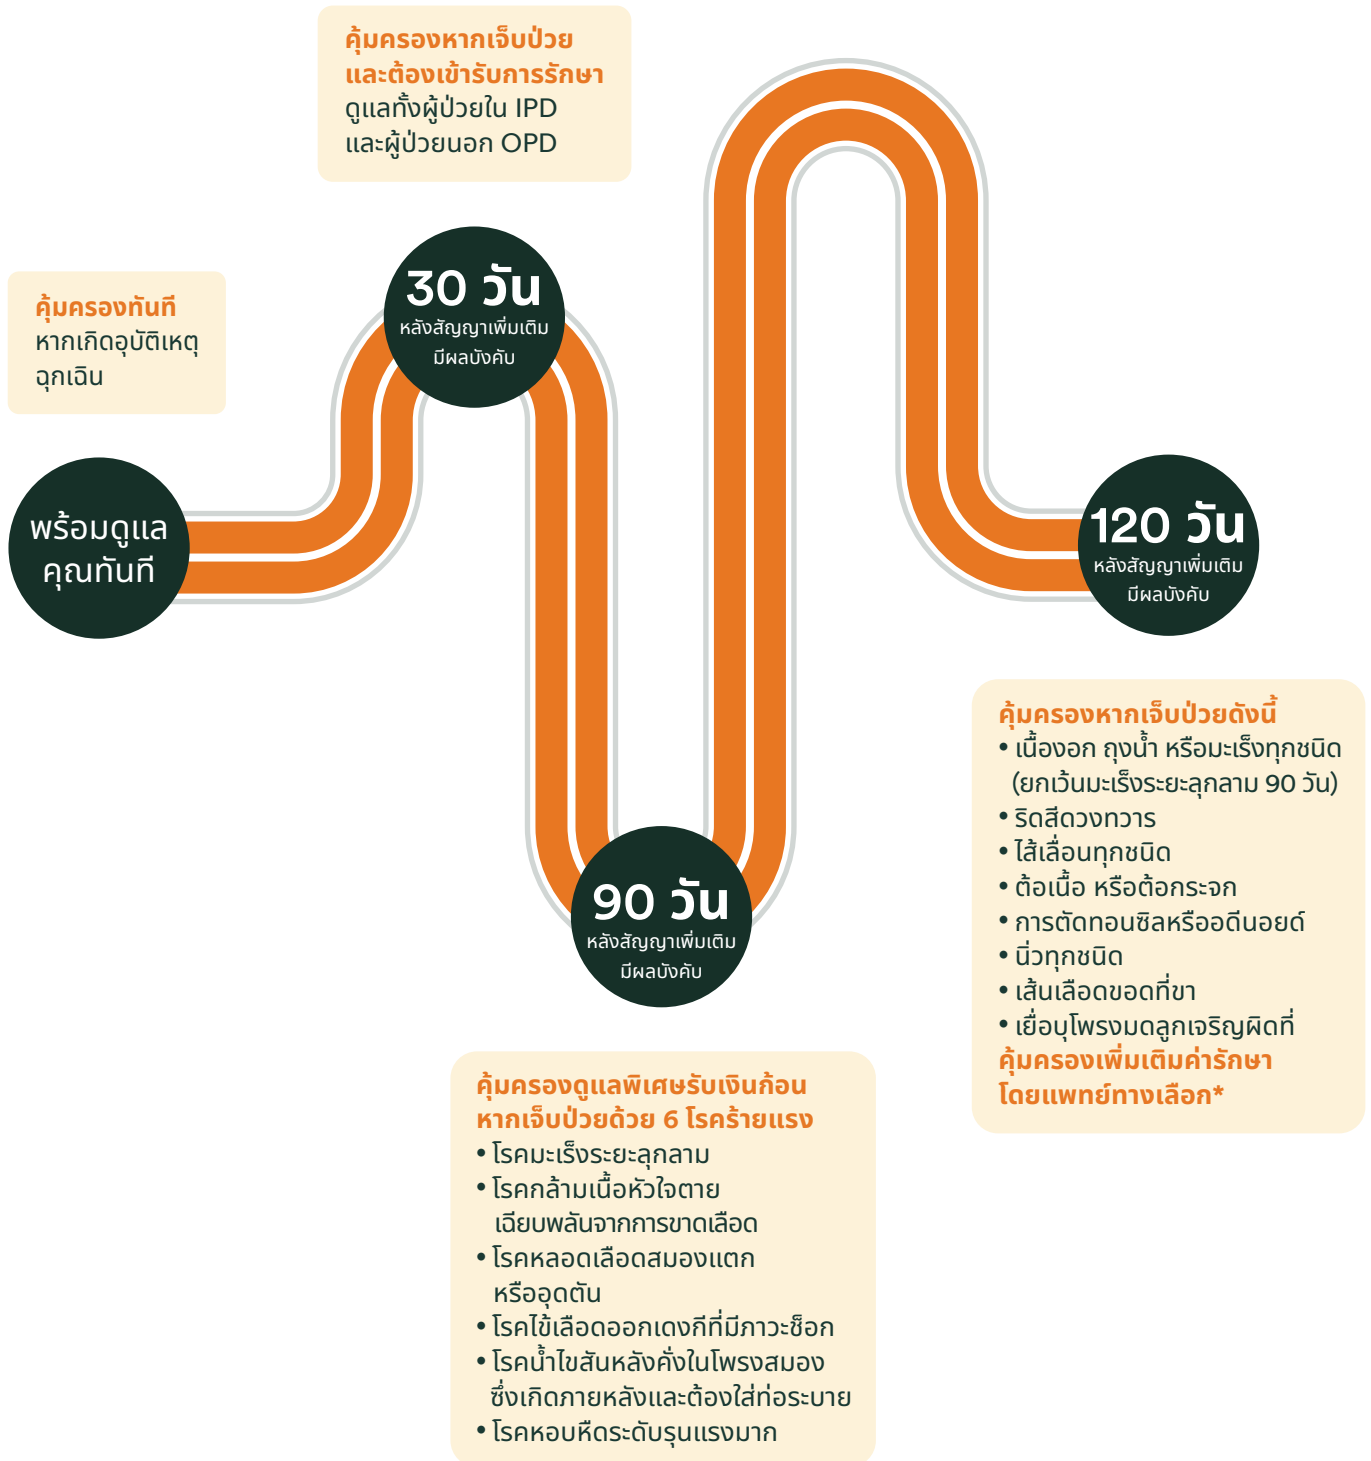 คุ้มครองทันที
หากเกิดอุบัติเหตุ
ฉุกเฉิน
พร้อมดูแล
คุณทันที
คุ้มครองหากเจ็บป่วย
และต้องเข้ารับการรักษา
ดูแลทั้งผู้ป่วยใน IPD
และผู้ป่วยนอก OPD
30 วัน
หลังสัญญาเพิ่มเติม
มีผลบังคับ
90 วัน
หลังสัญญาเพิ่มเติม
มีผลบังคับ
คุ้มครองดูแลพิเศษรับเงินก้อน
หากเจ็บป่วยด้วย 6 โรคร้ายแรง
• โรคมะเร็งระยะลุกลาม
• โรคกล้ามเนื้อหัวใจตาย
เฉียบพลันจากการขาดเลือด
• โรคหลอดเลือดสมองแตก
หรืออุดตัน
• โรคไข้เลือดออกเดงกีที่มีภาวะช็อก
• โรคน้ำไขสันหลังคั่งในโพรงสมอง
ซึ่งเกิดภายหลังและต้องใส่ท่อระบาย
• โรคหอบหืดระดับรุนแรงมาก
120 วัน
หลังสัญญาเพิ่มเติม
มีผลบังคับ
คุ้มครองหากเจ็บป่วยดังนี้
• เนื้องอก ถุงน้ำ หรือมะเร็งทุกชนิด
(ยกเว้นมะเร็งระยะลุกลาม 90 วัน)
• ริดสีดวงทวาร
• ไส้เลื่อนทุกชนิด
• ต้อเนื้อ หรือต้อกระจก
• การตัดทอนซิลหรืออดีนอยด์
• นิ่วทุกชนิด
• เส้นเลือดขอดที่ขา
• เยื่อบุโพรงมดลูกเจริญผิดที่
คุ้มครองเพิ่มเติมค่ารักษา
โดยแพทย์ทางเลือก*